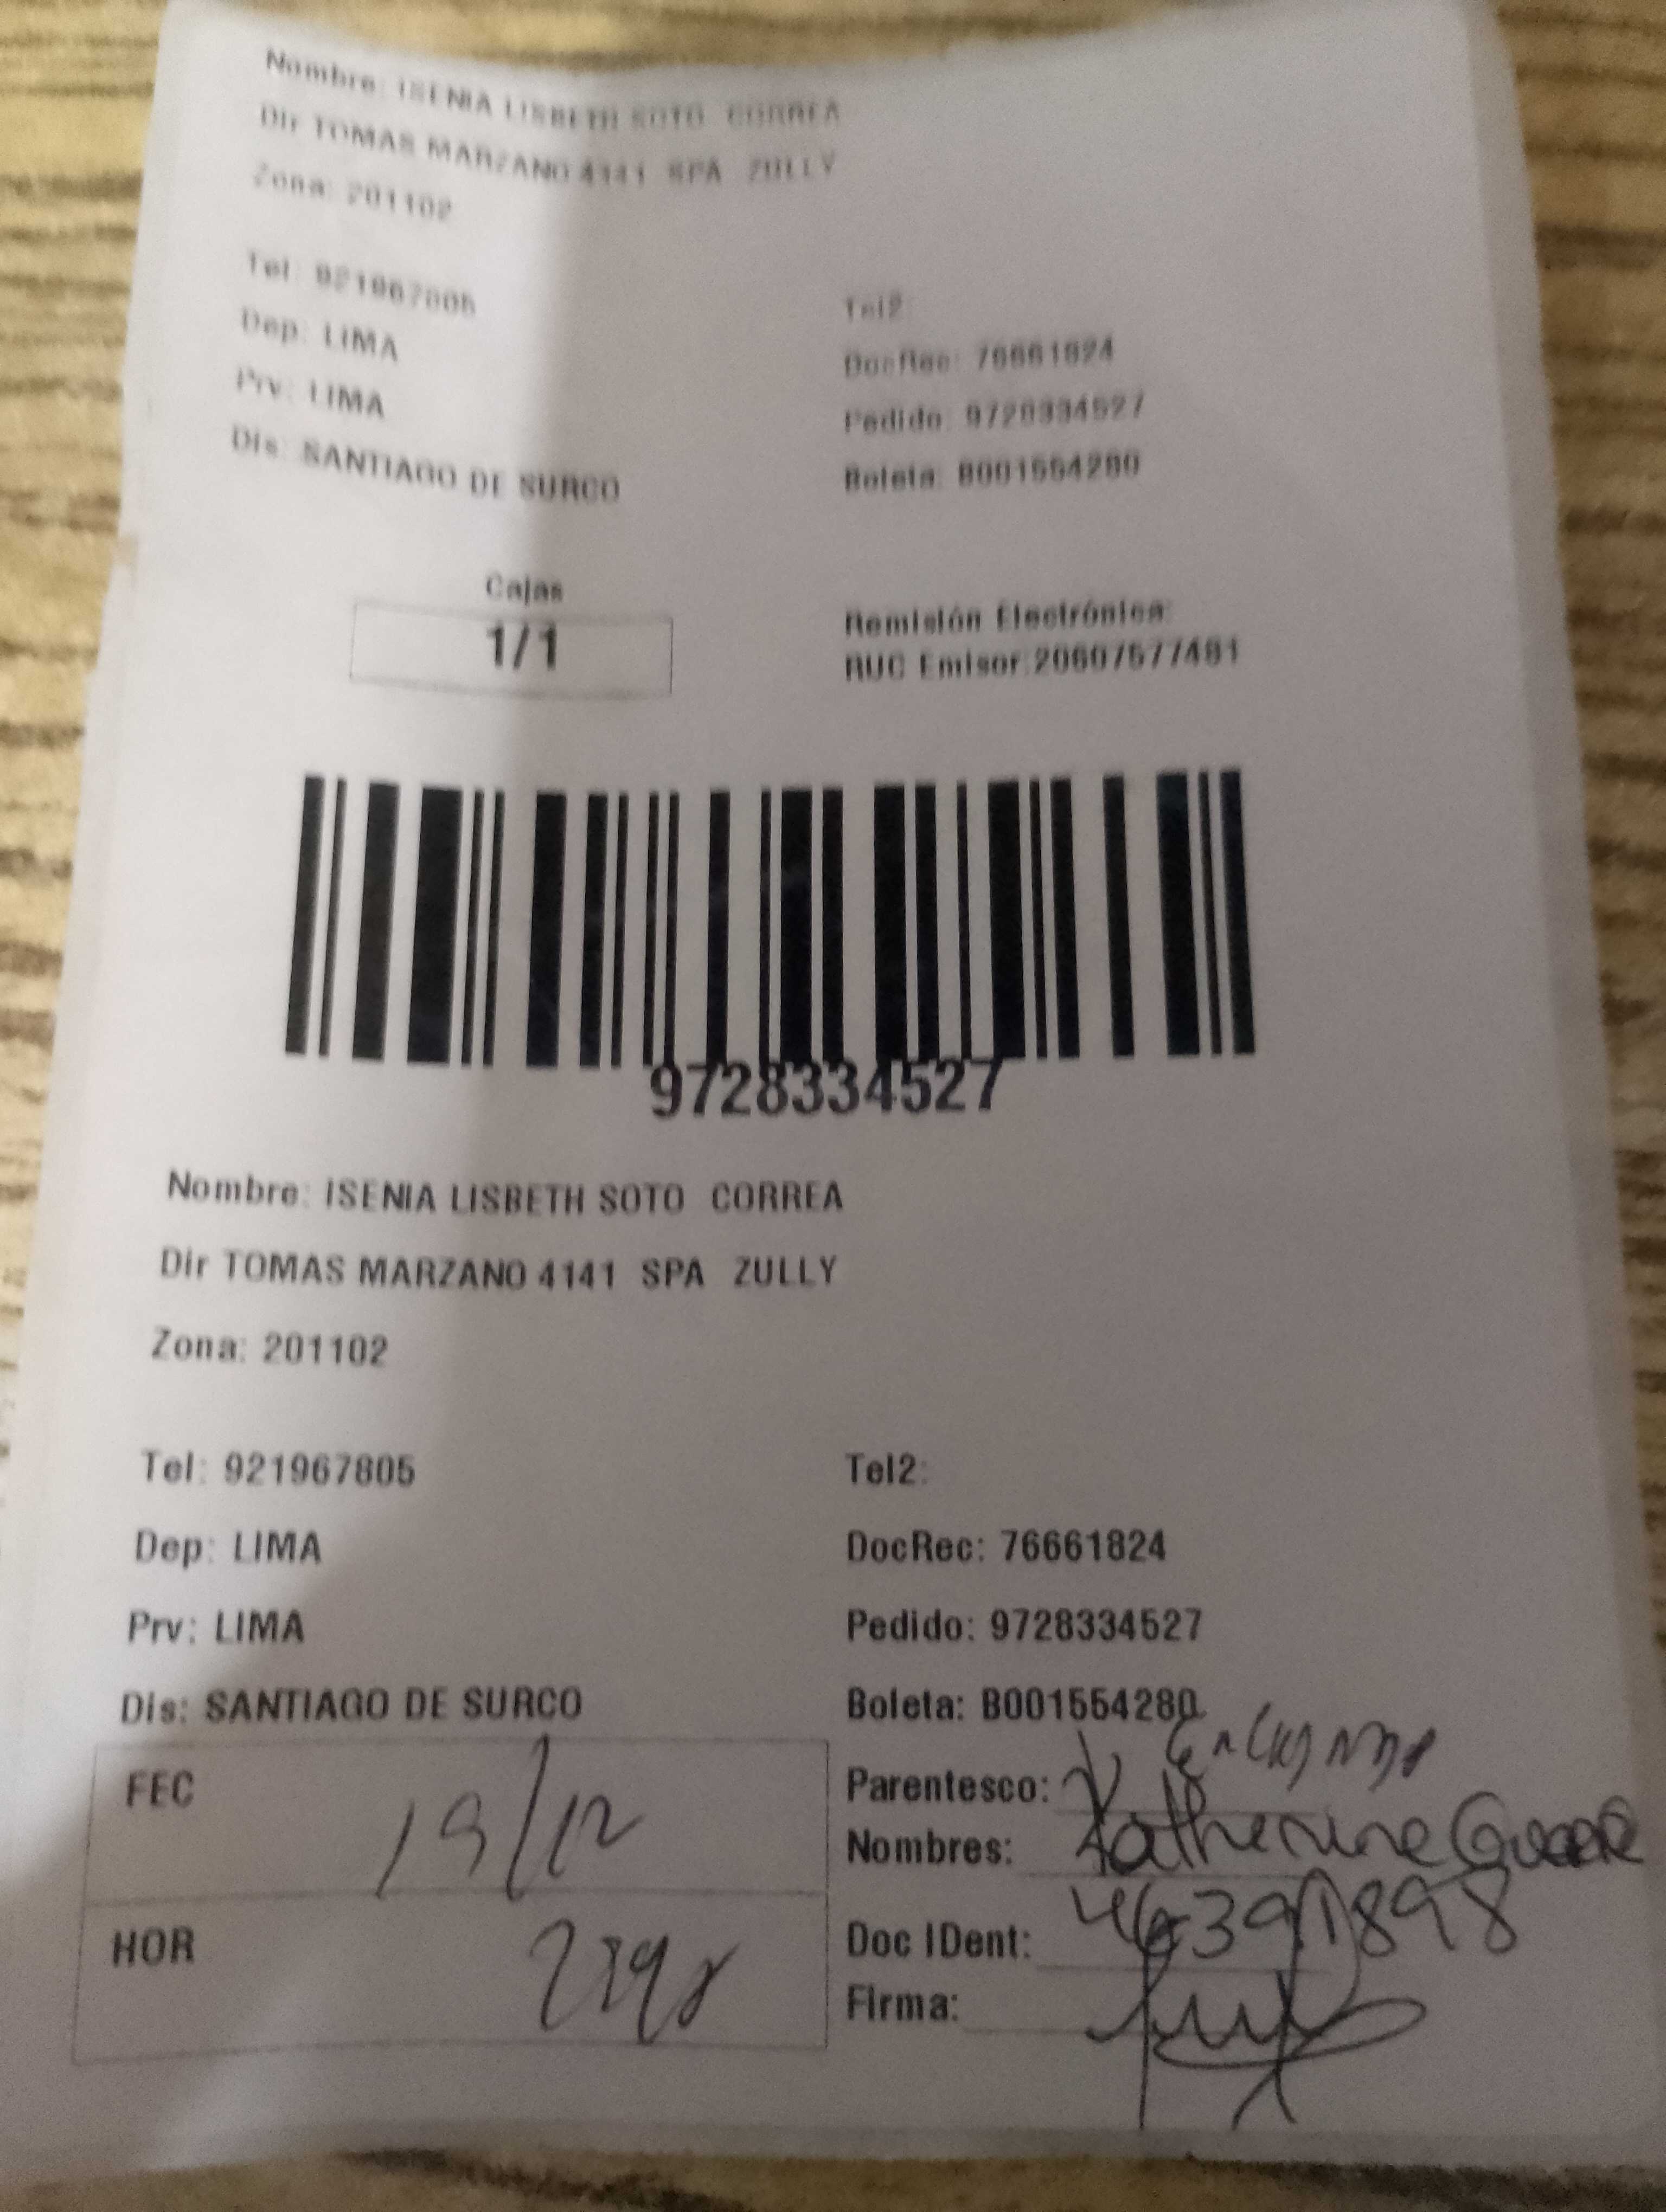 Nombre: ISENIA LISBETH SOTO CORREA
Dir TOMAS MARZANO 4141 SPA ZULLY
Zona: 201102
Tel: 921967805
Tel2:
Dep: LIMA
DocRec: 76661824
Prv: LIMA
Pedido: 9728334527
Dis: SANTIAGO DE SURCO
Boleta: B001554280
Cajas
1/1
Remisión Electrónica:
RUC Emisor:20607577481
9728334527
Nombre: ISENIA LISBETH SOTO CORREA
Dir TOMAS MARZANO 4141 SPA ZULLY
Zona: 201102
Tel: 921967805
Tel2:
Dep: LIMA
DocRec: 76661824
Prv: LIMA
Pedido: 9728334527
Dis: SANTIAGO DE SURCO
Boleta: B001554280
FEC 19/12
Parentesco:
Nombres: Katherine
HOR
Doc IDent: 46391898
Firma: